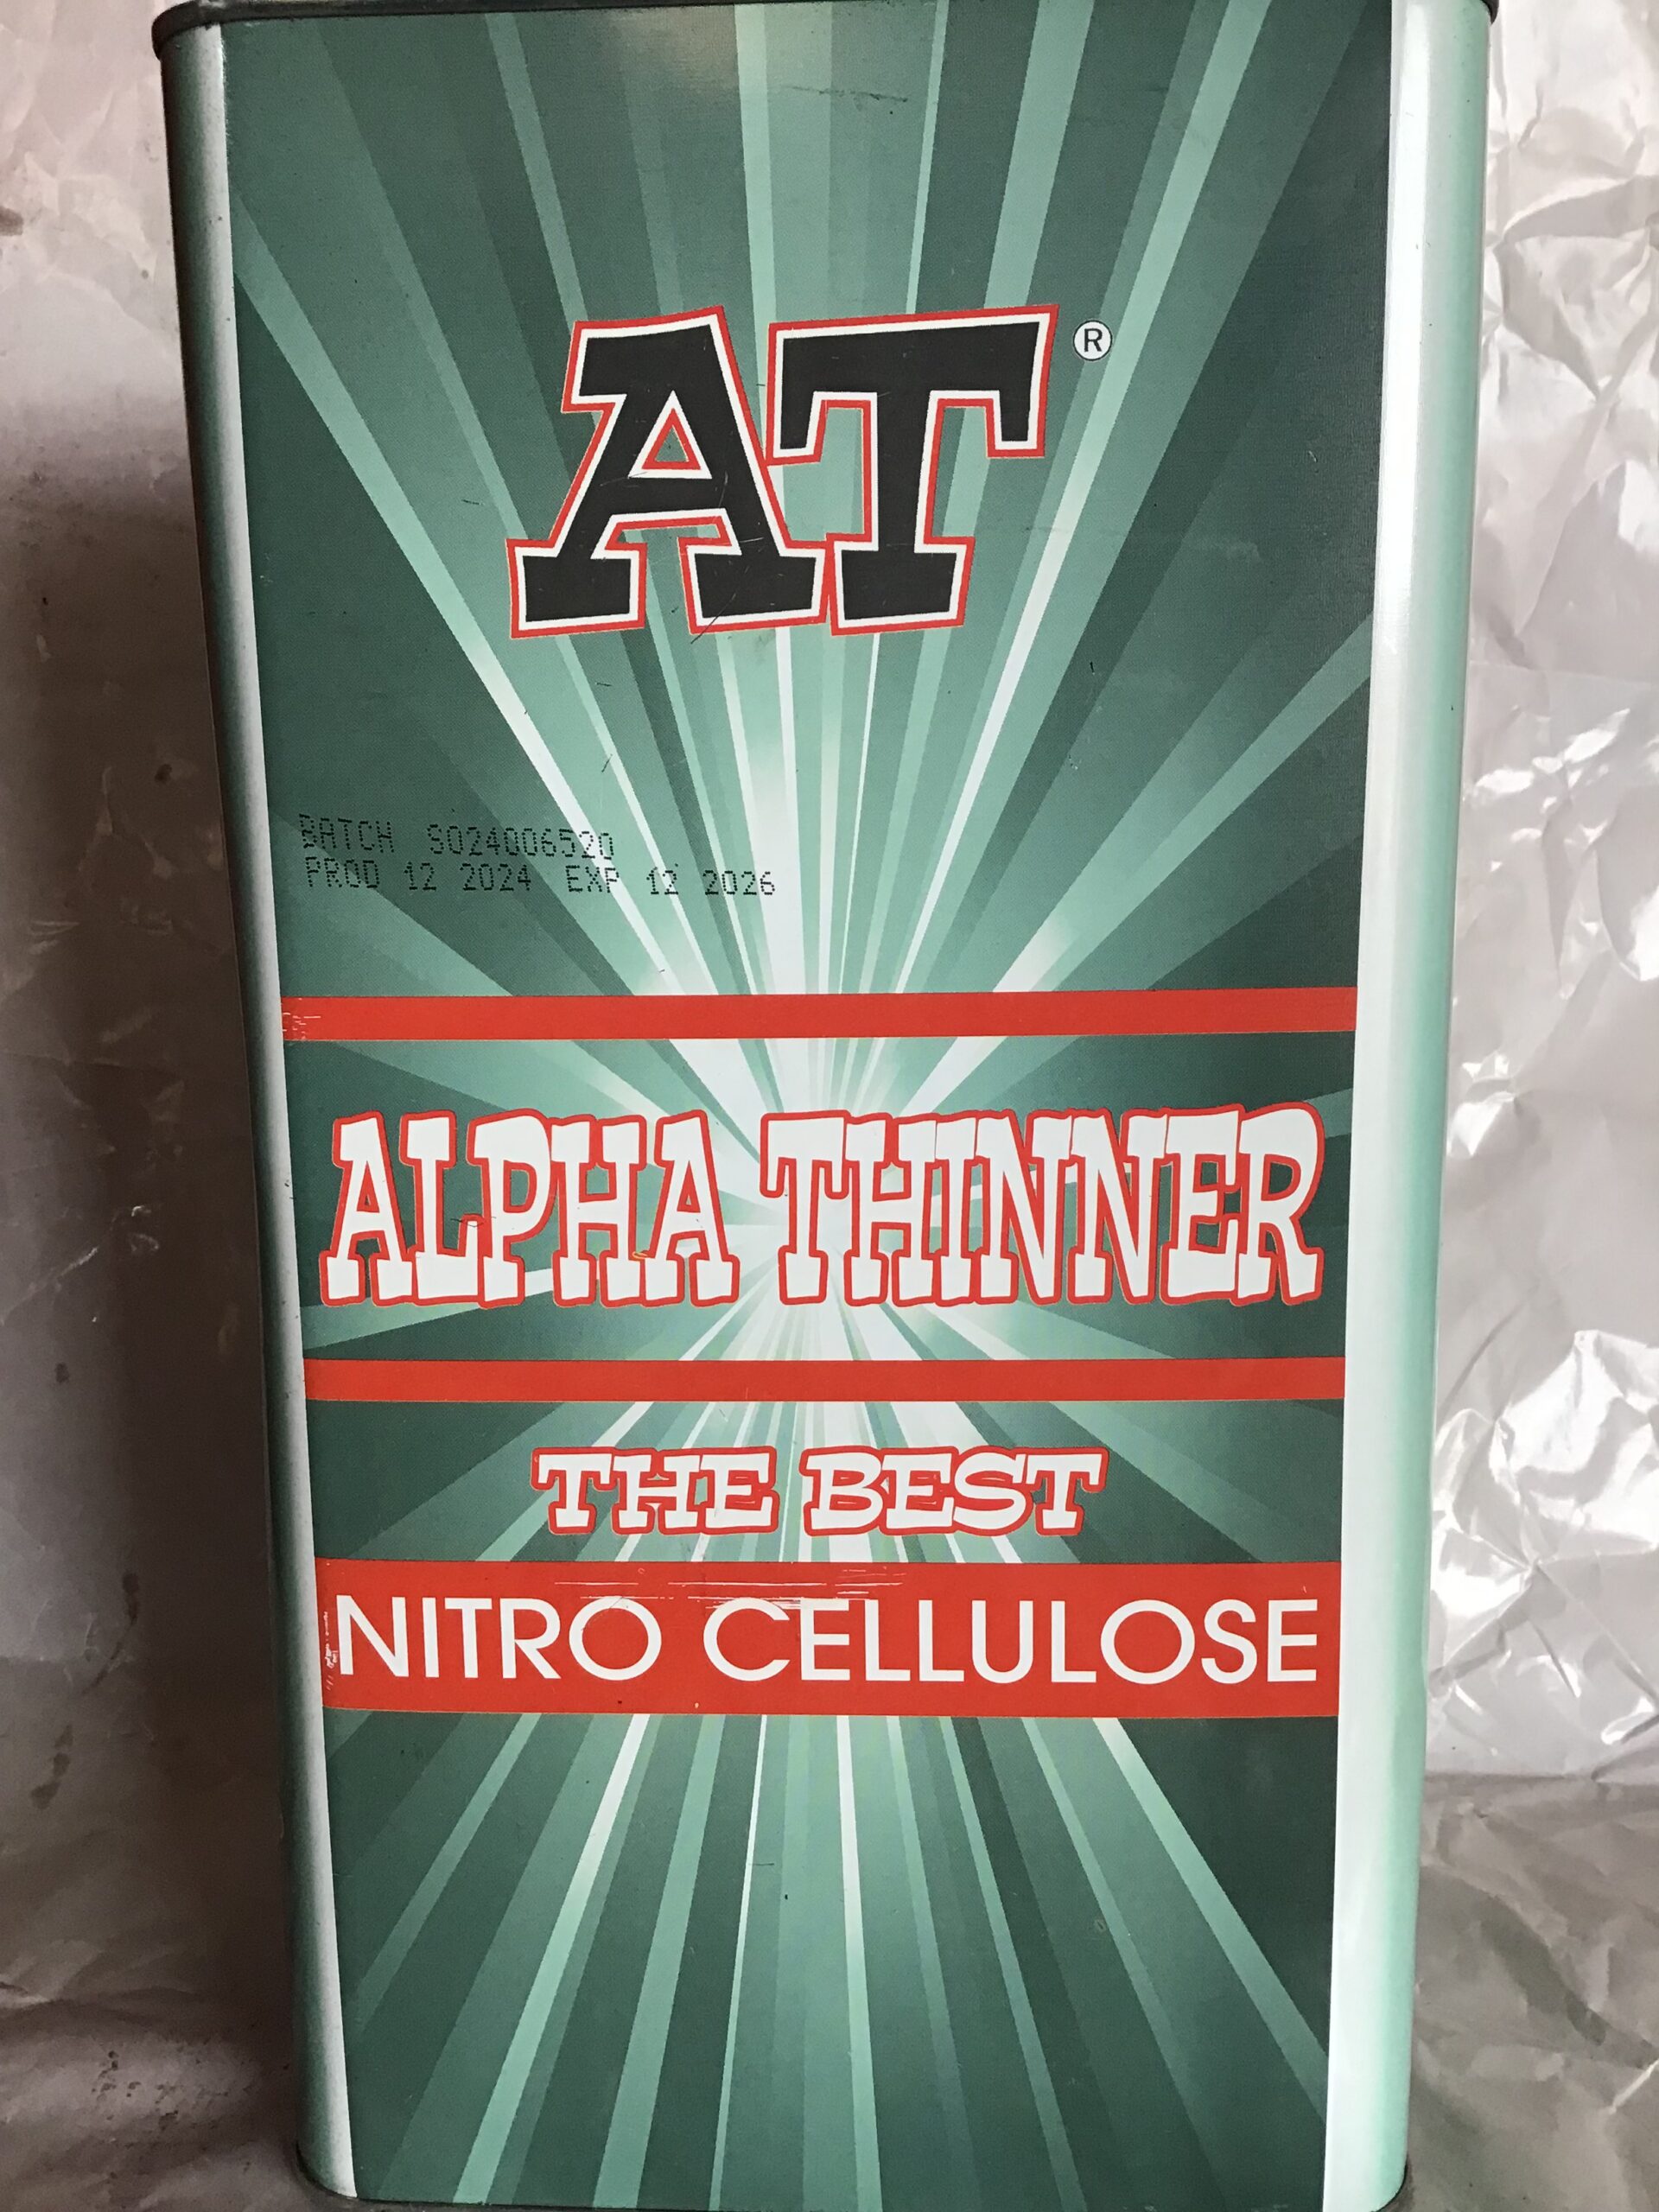 AT®
BATCH S024006520
PROD 12 2024 EXP 12 2026
ALPHA THINNER
THE BEST
NITRO CELLULOSE